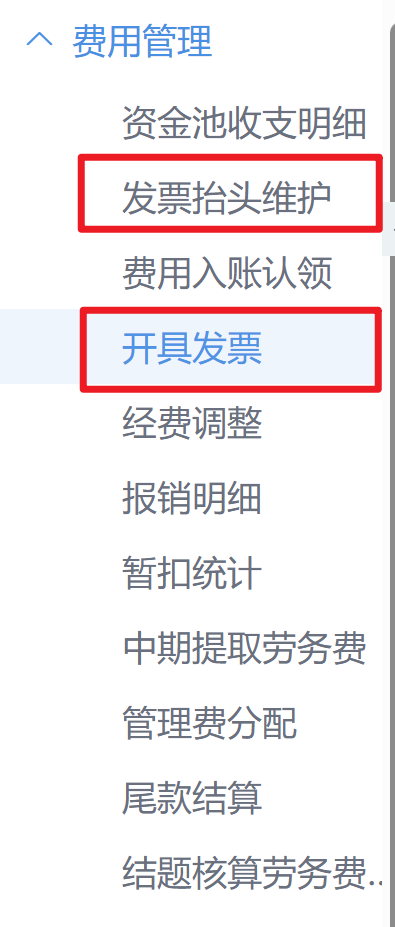 费用管理
资金池收支明细
发票抬头维护
费用入账认领
开具发票
经费调整
报销明细
暂扣统计
中期提取劳务费
管理费分配
尾款结算
结题核算劳务费...